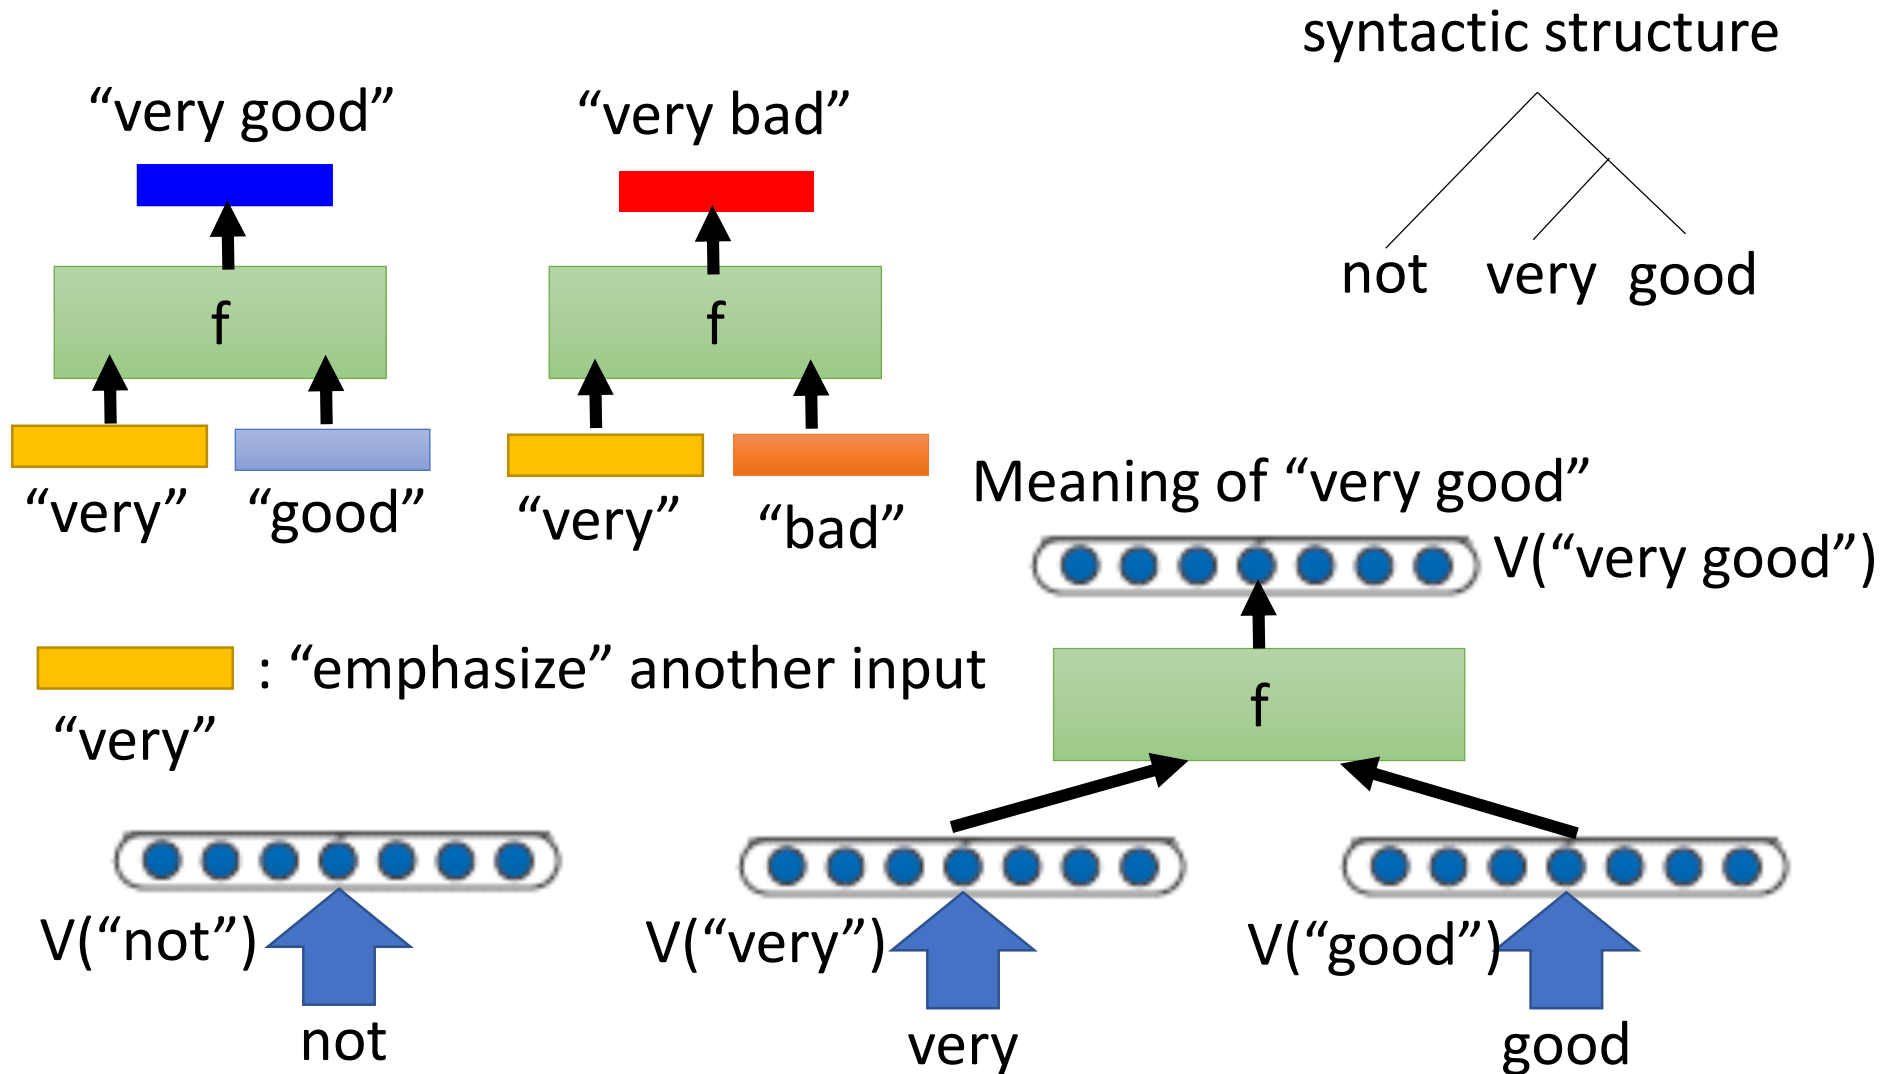 syntactic structure
“very good”
“very bad”
f
f
not very good
“very”
“good”
“very”
“bad”
Meaning of “very good”
V(“very good”)
: “emphasize” another input
“very”
f
V(“not”)
V(“very”)
V(“good”)
not
very
good